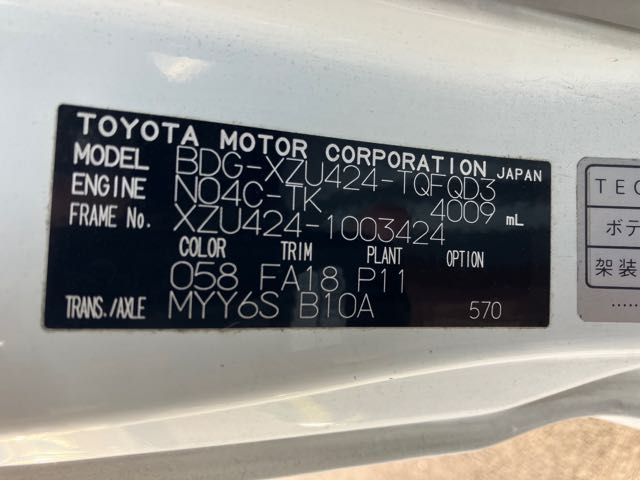 TOYOTA MOTOR CORPORATION JAPAN
MODEL BDG-XZU424-TQFQD3
ENGINE N04C-TK 4009 mL
FRAME No. XZU424-1003424
COLOR TRIM PLANT OPTION
058 FA18 P11
TRANS./AXLE MYY6S B10A 570
TEC
ボデ
架装